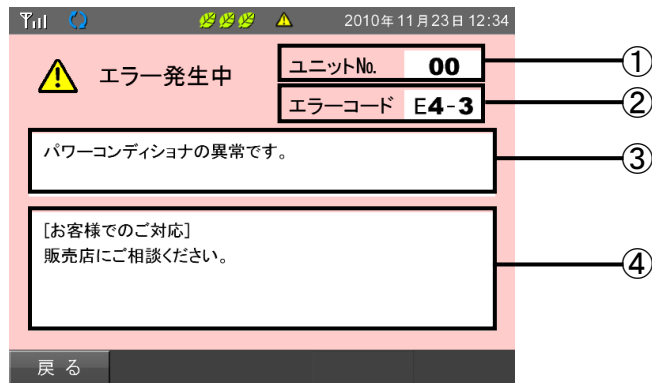 2010年11月23日 12:34
エラー発生中
ユニットNo. 00
①
エラーコード E4-3
②
パワーコンディショナの異常です。
③
[お客様でのご対応]
販売店にご相談ください。
④
戻る